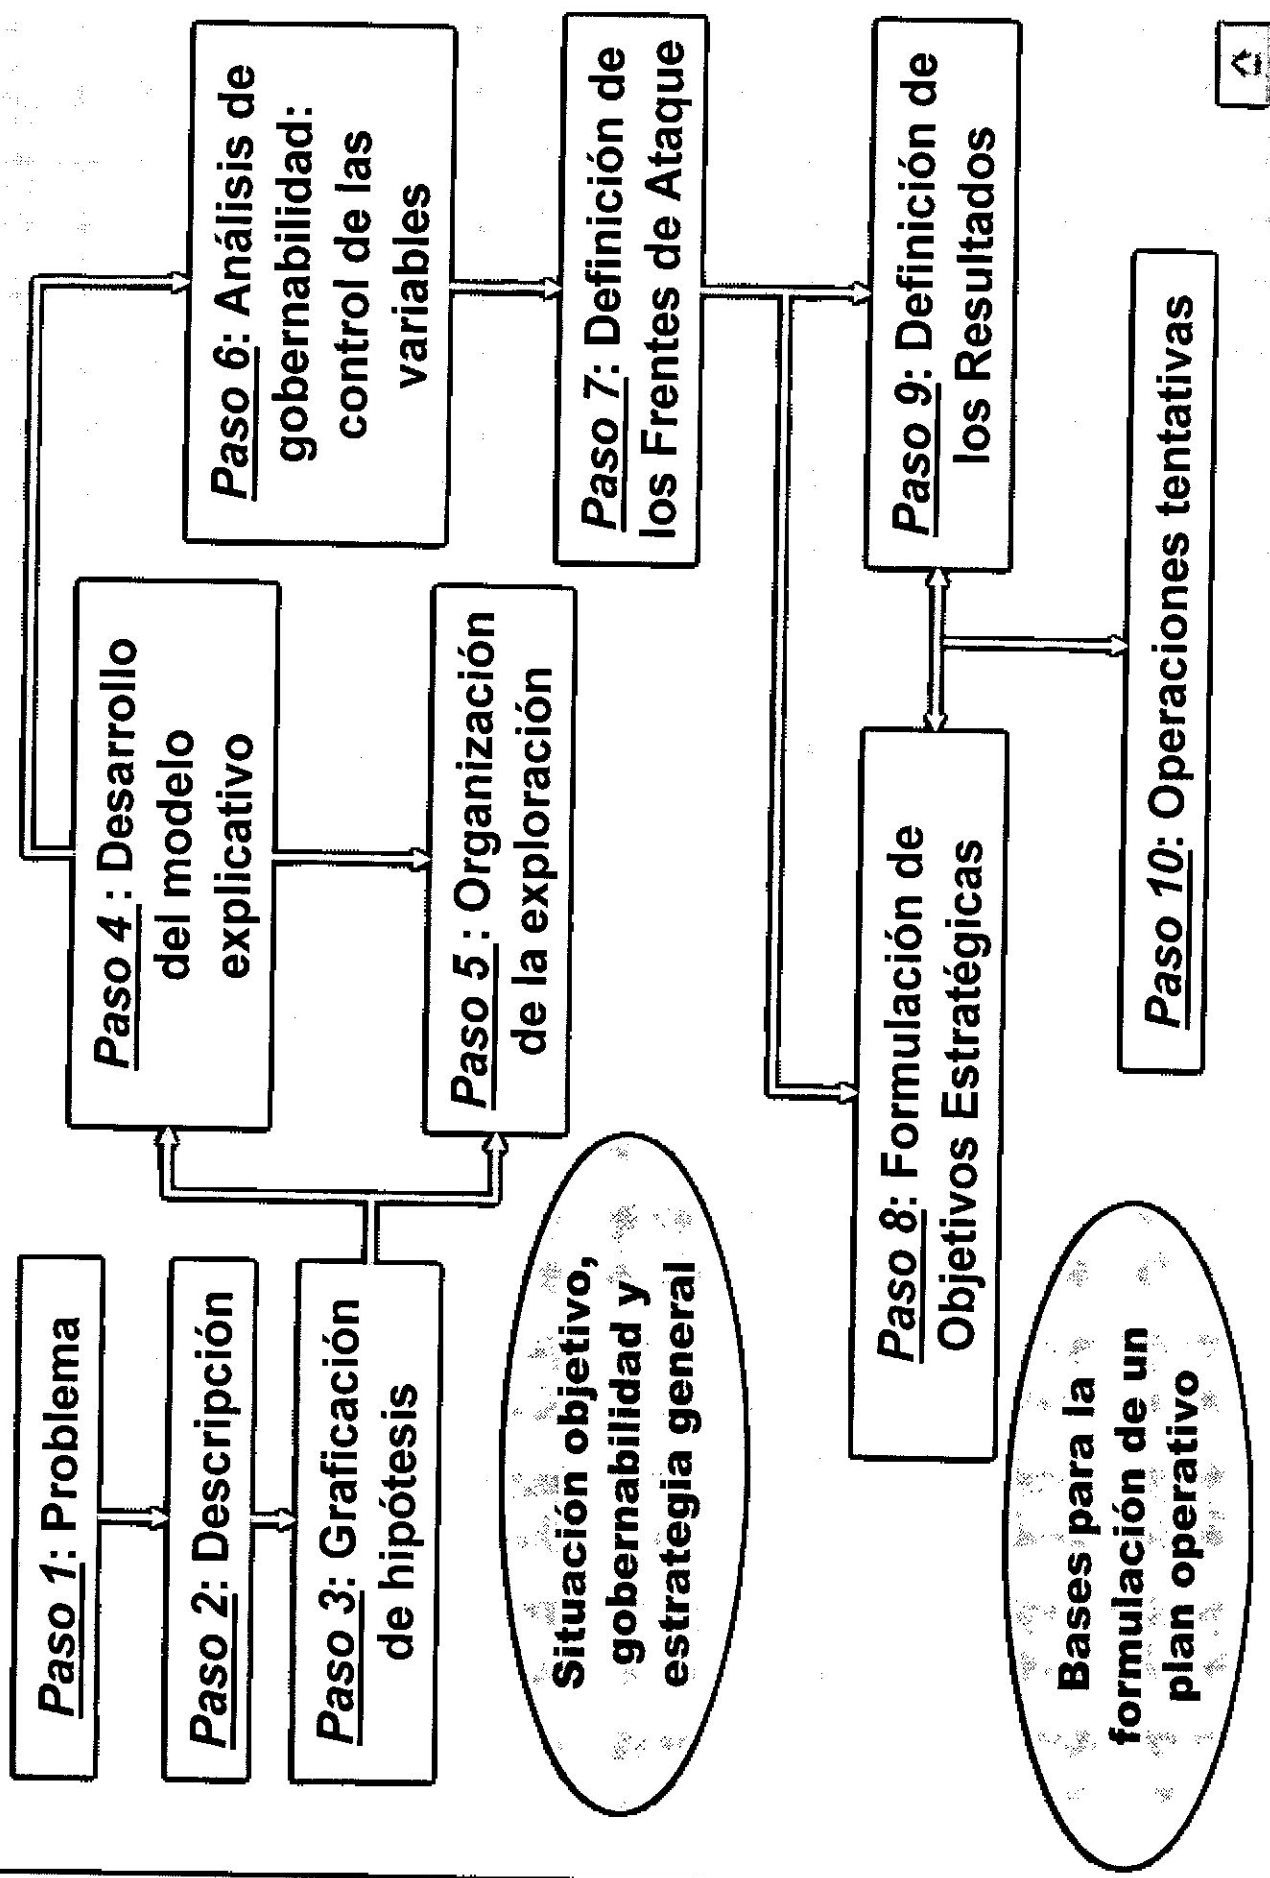 Paso 1: Problema
Paso 2: Descripción
Paso 3: Graficación
de hipótesis
Paso 4 : Desarrollo
del modelo
explicativo
Paso 5 : Organización
de la exploración
Paso 6: Análisis de
gobernabilidad:
control de las
variables
Paso 7: Definición de
los Frentes de Ataque
Situación objetivo,
gobernabilidad y
estrategia general
Paso 8: Formulación de
Objetivos Estratégicas
Paso 9: Definición de
los Resultados
Paso 10: Operaciones tentativas
Bases para la
formulación de un
plan operativo